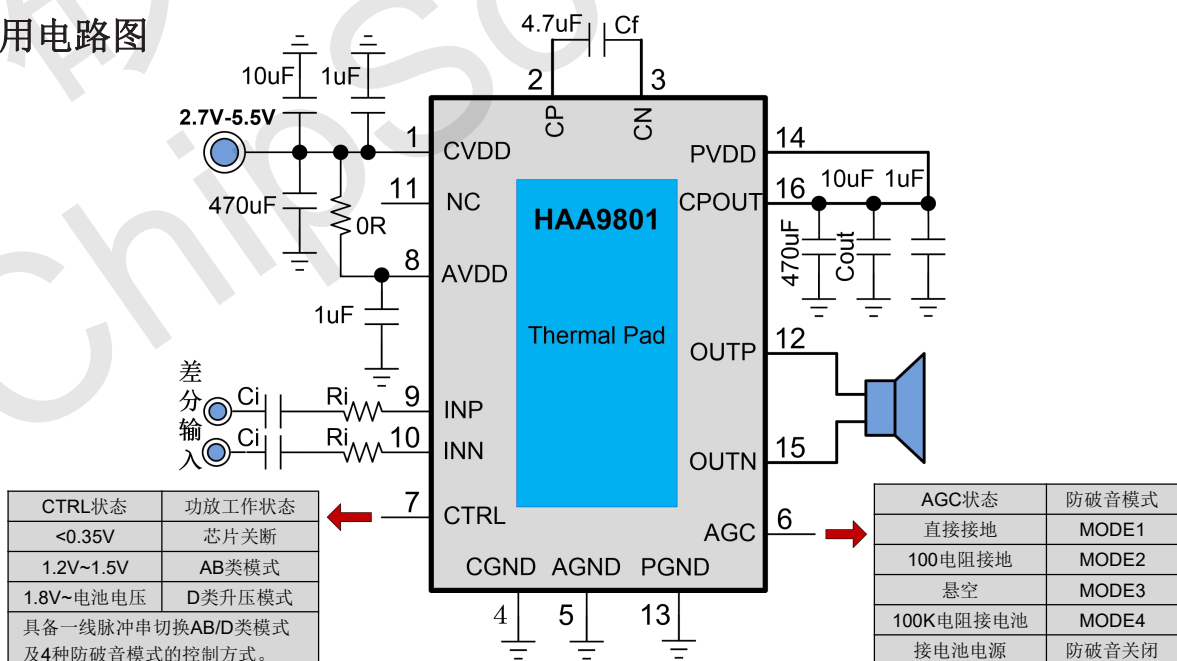 用电路图
4.7uF Cf
10uF 1uF
2 3
CP CN
2.7V-5.5V
1 CVDD
PVDD 14
11 NC
CPOUT 16
10uF 1uF
470uF
0R
HAA9801
470uF
Cout
8 AVDD
1uF
Thermal Pad
OUTP 12
差分输入
Ci Ri 9 INP
Ci Ri 10 INN
OUTN 15
7 CTRL
AGC 6
CGND AGND PGND
4 5 13
CTRL状态 功放工作状态
<0.35V 芯片关断
1.2V~1.5V AB类模式
1.8V~电池电压 D类升压模式
具备一线脉冲串切换AB/D类模式
及4种防破音模式的控制方式。
AGC状态 防破音模式
直接接地 MODE1
100电阻接地 MODE2
悬空 MODE3
100K电阻接电池 MODE4
接电池电源 防破音关闭